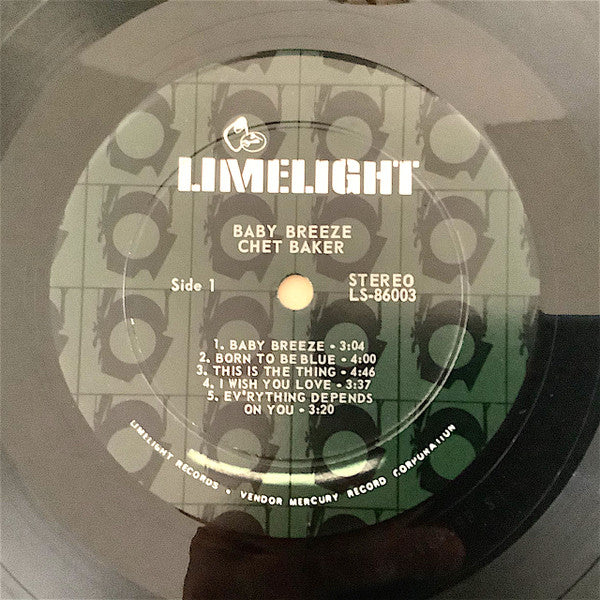 LIMELIGHT
BABY BREEZE
CHET BAKER
Side 1
STEREO
LS-86003
1. BABY BREEZE • 3:04
2. BORN TO BE BLUE • 4:00
3. THIS IS THE THING • 4:46
4. I WISH YOU LOVE • 3:37
5. EV'RYTHING DEPENDS
ON YOU • 3:20
LIMELIGHT RECORDS • VENDOR MERCURY RECORD CORPORATION